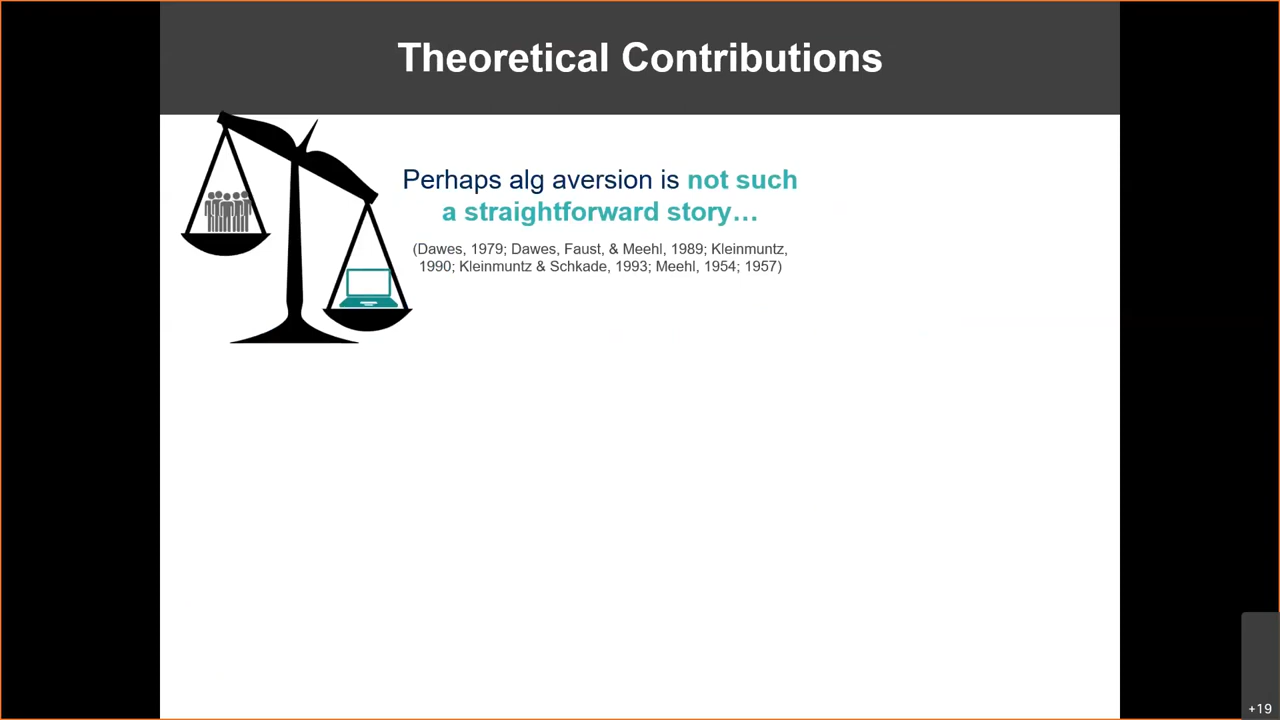 Theoretical Contributions
Perhaps alg aversion is not such
a straightforward story…
(Dawes, 1979; Dawes, Faust, & Meehl, 1989; Kleinmuntz,
1990; Kleinmuntz & Schkade, 1993; Meehl, 1954; 1957)
+19